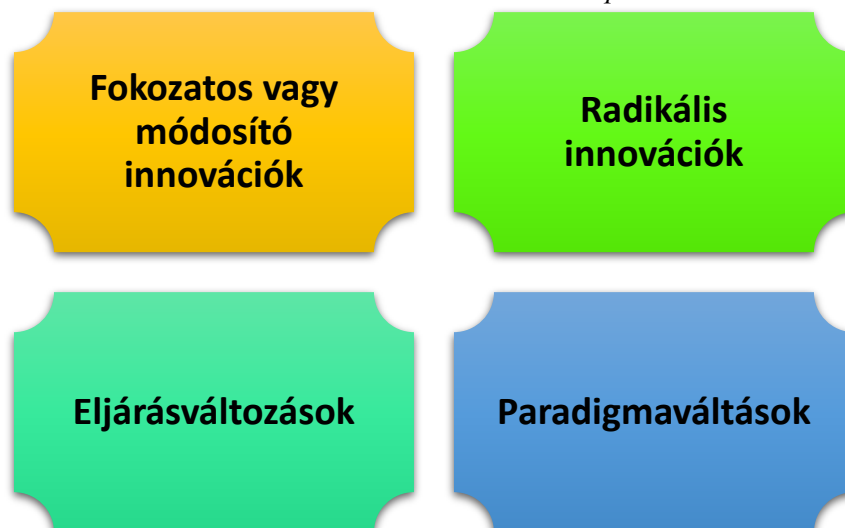 Fokozatos vagy
módosító
innovációk
Radikális
innovációk
Eljárásváltozások
Paradigmaváltások